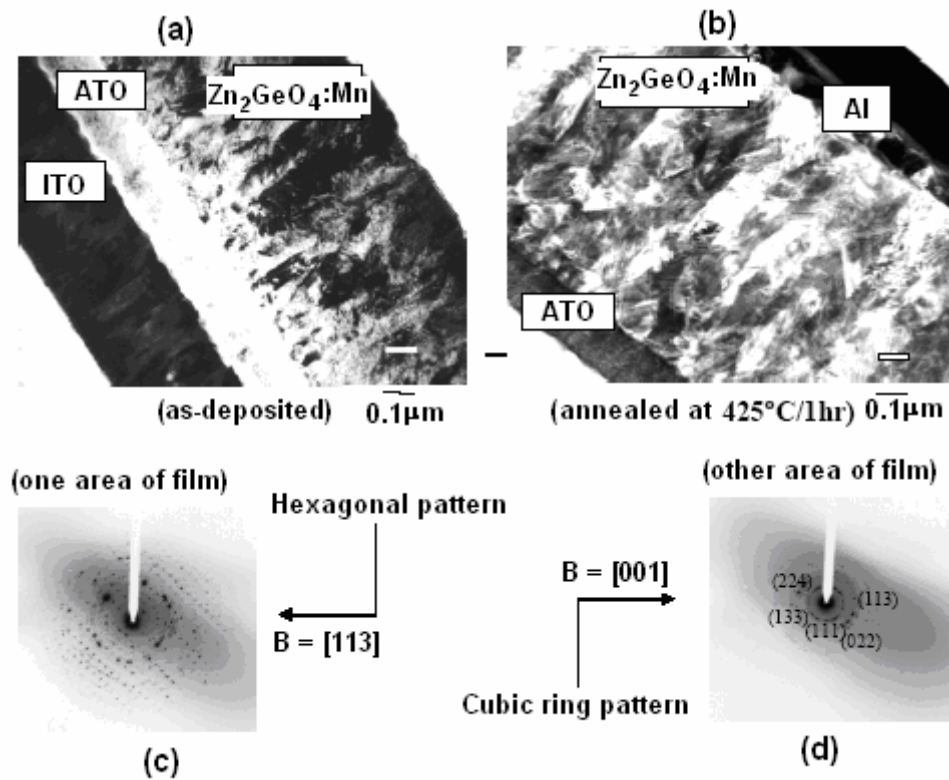 (a)
(b)
ATO
Zn₂GeO₄:Mn
ITO
Zn₂GeO₄:Mn
Al
ATO
(as-deposited) 0.1μm
(annealed at 425°C/1hr) 0.1μm
(one area of film)
(other area of film)
Hexagonal pattern
B = [113]
B = [001]
Cubic ring pattern
(224)
(113)
(133)
(111)
(022)
(c)
(d)